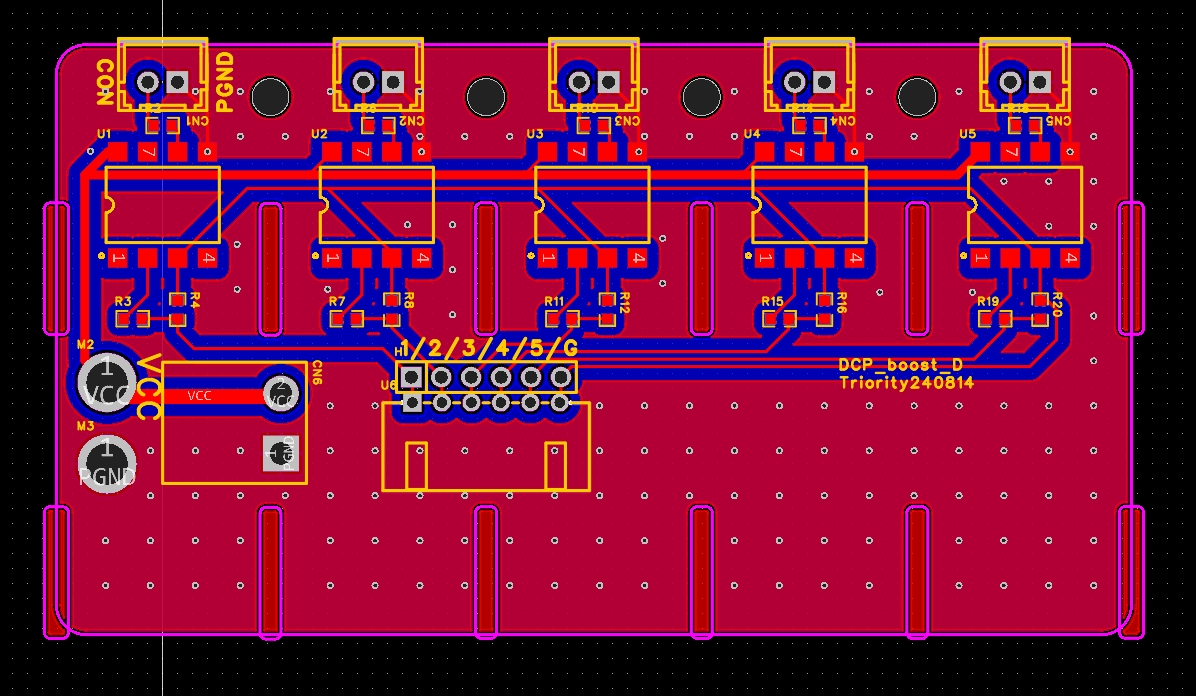 CON
PGND
CN1
CN2
CN3
CN4
CN5
U1
7
U2
7
U3
7
U4
7
U5
7
1
4
1
4
1
4
1
4
1
4
R3
R4
R7
R8
R11
R12
R15
R16
R19
R20
M2
H1
1/2/3/4/5/G
1
VCC
VCC
VCC
2
VCC
CN6
U6
DCP_boost_D
Triority240814
M3
1
PGND
1
PGND